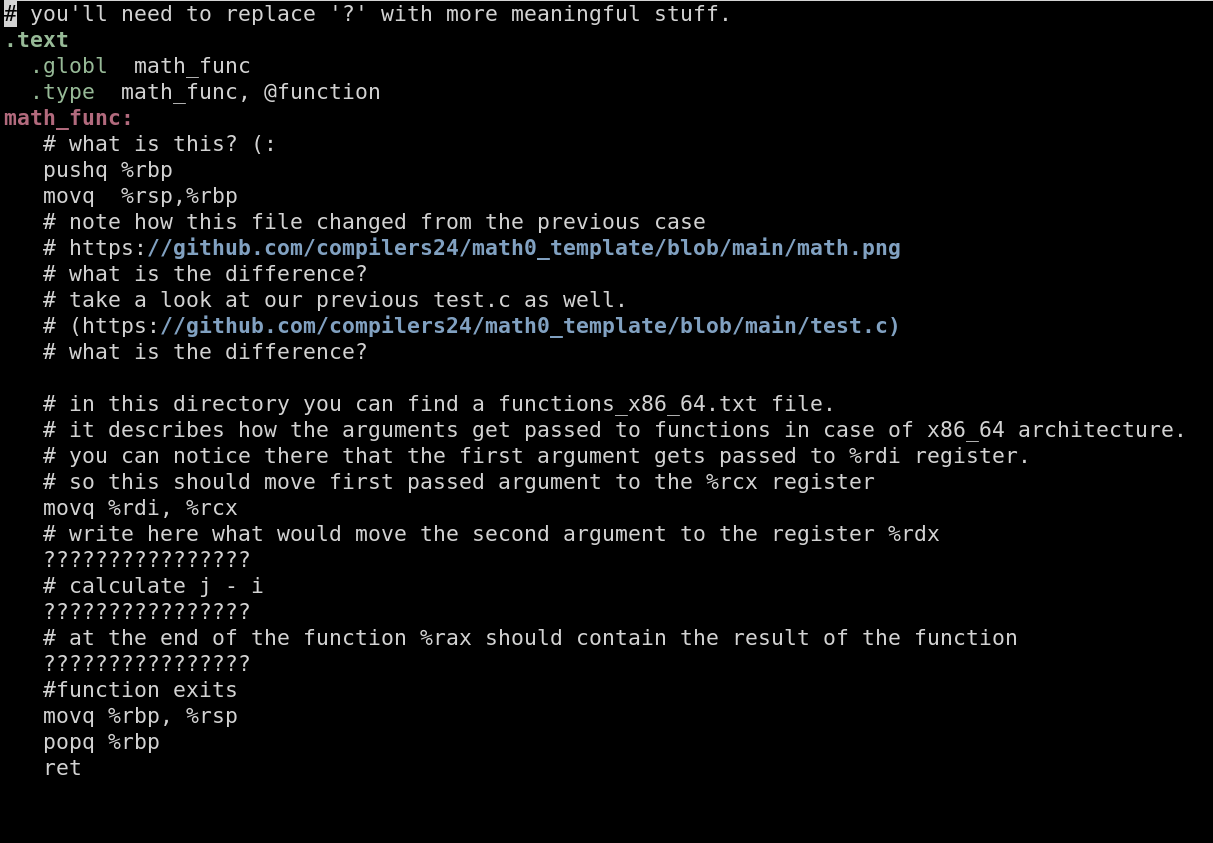 # you'll need to replace '?' with more meaningful stuff.
.text
  .globl  math_func
  .type  math_func, @function
math_func:
   # what is this? (:
   pushq %rbp
   movq  %rsp,%rbp
   # note how this file changed from the previous case
   # https://github.com/compilers24/math0_template/blob/main/math.png
   # what is the difference?
   # take a look at our previous test.c as well.
   # (https://github.com/compilers24/math0_template/blob/main/test.c)
   # what is the difference?

   # in this directory you can find a functions_x86_64.txt file.
   # it describes how the arguments get passed to functions in case of x86_64 architecture.
   # you can notice there that the first argument gets passed to %rdi register.
   # so this should move first passed argument to the %rcx register
   movq %rdi, %rcx
   # write here what would move the second argument to the register %rdx
   ????????????????
   # calculate j - i
   ????????????????
   # at the end of the function %rax should contain the result of the function
   ????????????????
   #function exits
   movq %rbp, %rsp
   popq %rbp
   ret